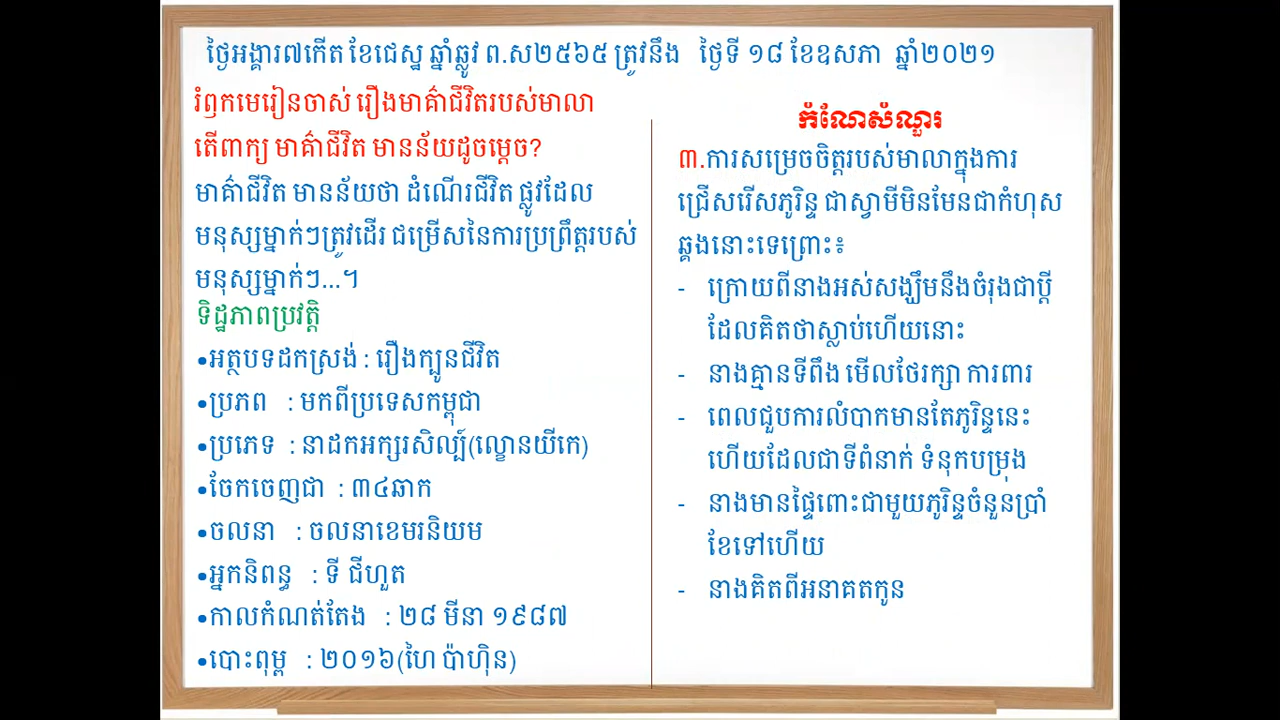 ថ្ងៃអង្គារ៧កើត ខែជេស្ឋ ឆ្នាំឆ្លូវ ព.ស២៥៦៥ ត្រូវនឹង ថ្ងៃទី ១៨ ខែឧសភា ឆ្នាំ២០២១
រំឭកមេរៀនចាស់ រឿងមាគ៌ាជីវិតរបស់មាលា
តើពាក្យ មាគ៌ាជីវិត មានន័យដូចម្ដេច?
មាគ៌ាជីវិត មានន័យថា ដំណើរជីវិត ផ្លូវដែល
មនុស្សម្នាក់ៗត្រូវដើរ ជម្រើសនៃការប្រព្រឹត្តរបស់
មនុស្សម្នាក់ៗ...។
ទិដ្ឋភាពប្រវត្តិ
•អត្ថបទដកស្រង់ : រឿងក្បូនជីវិត
•ប្រភព : មកពីប្រទេសកម្ពុជា
•ប្រភេទ : នាដកអក្សរសិល្ប៍(ល្ខោនយីកេ)
•ចែកចេញជា : ៣៤ឆាក
•ចលនា : ចលនាខេមរនិយម
•អ្នកនិពន្ធ : ទី ជីហួត
•កាលកំណត់តែង : ២៨ មីនា ១៩៨៧
•បោះពុម្ព : ២០១៦(ហៃ ប៉ាហ៊ិន)
កំណែសំណួរ
៣.ការសម្រេចចិត្តរបស់មាលាក្នុងការ
ជ្រើសរើសភូរិន្ទ ជាស្វាមីមិនមែនជាកំហុស
ឆ្គងនោះទេព្រោះ៖
- ក្រោយពីនាងអស់សង្ឃឹមនឹងចំរុងជាប្ដី
ដែលគិតថាស្លាប់ហើយនោះ
- នាងគ្មានទីពឹង មើលថែរក្សា ការពារ
- ពេលជួបការលំបាកមានតែភូរិន្ទនេះ
ហើយដែលជាទីពំនាក់ ទំនុកបម្រុង
- នាងមានផ្ទៃពោះជាមួយភូរិន្ទចំនួនប្រាំ
ខែទៅហើយ
- នាងគិតពីអនាគតកូន